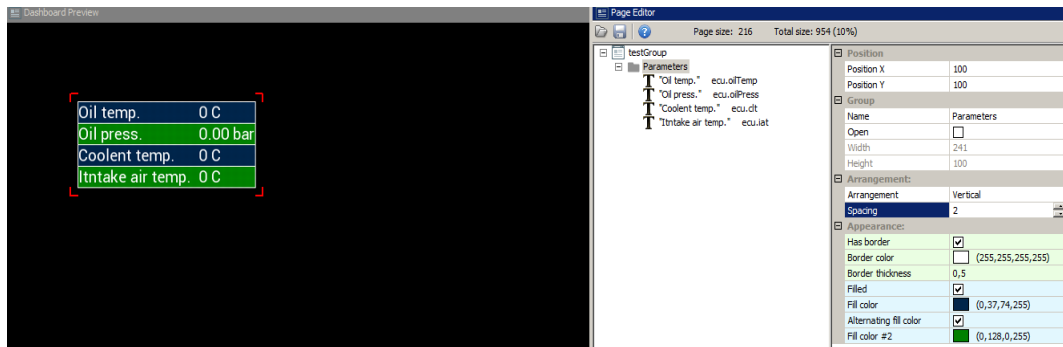 Dashboard Preview
Oil temp. 0 C
Oil press. 0.00 bar
Coolent temp. 0 C
Itntake air temp. 0 C
Page Editor
Page size: 216 Total size: 954 (10%)
testGroup
Parameters
"Oil temp." ecu.oilTemp
"Oil press." ecu.oilPress
"Coolent temp." ecu.clt
"Itntake air temp." ecu.iat
Position
Position X 100
Position Y 100
Group
Name Parameters
Open
Width 241
Height 100
Arrangement:
Arrangement Vertical
Spacing 2
Appearance:
Has border
Border color (255,255,255,255)
Border thickness 0,5
Filled
Fill color (0,37,74,255)
Alternating fill color
Fill color #2 (0,128,0,255)